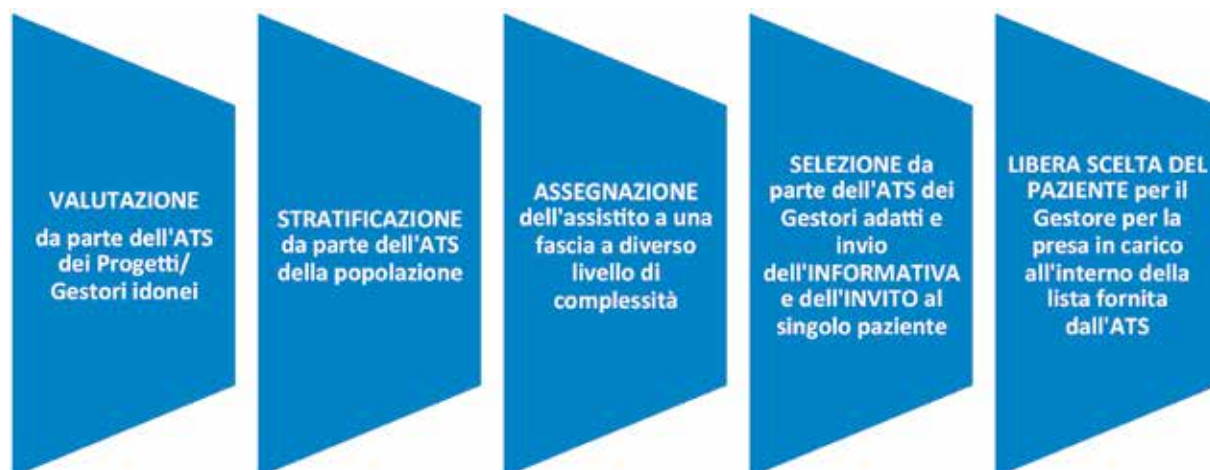 VALUTAZIONE
da parte dell'ATS
dei Progetti/
Gestori idonei
STRATIFICAZIONE
da parte dell'ATS
della popolazione
ASSEGNAZIONE
dell'assistito a una
fascia a diverso
livello di
complessità
SELEZIONE da
parte dell'ATS dei
Gestori adatti e
invio
dell'INFORMATIVA
e dell'INVITO al
singolo paziente
LIBERA SCELTA DEL
PAZIENTE per il
Gestore per la
presa in carico
all'interno della
lista fornita
dall'ATS